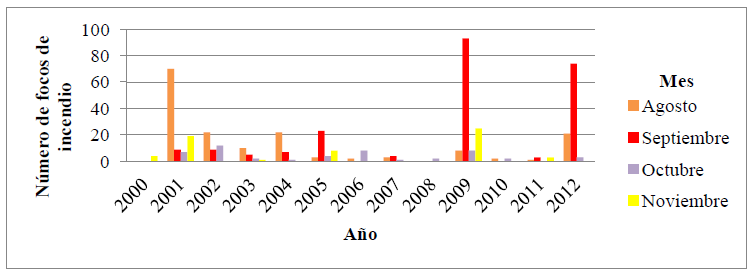 Número de focos de
incendio
100
80
60
40
20
0
2000
2001
2002
2003
2004
2005
2006
2007
2008
2009
2010
2011
2012
Año
Mes
Agosto
Septiembre
Octubre
Noviembre